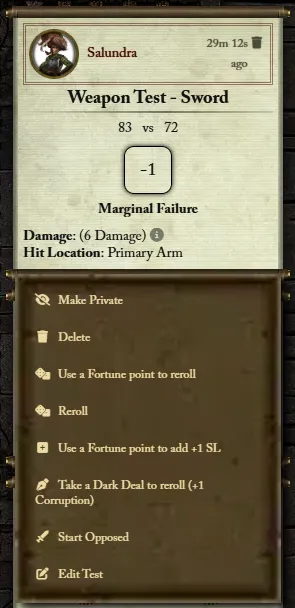 Salundra
29m 12s
ago
Weapon Test - Sword
83 vs 72
-1
Marginal Failure
Damage: (6 Damage)
Hit Location: Primary Arm
Make Private
Delete
Use a Fortune point to reroll
Reroll
Use a Fortune point to add +1 SL
Take a Dark Deal to reroll (+1
Corruption)
Start Opposed
Edit Test